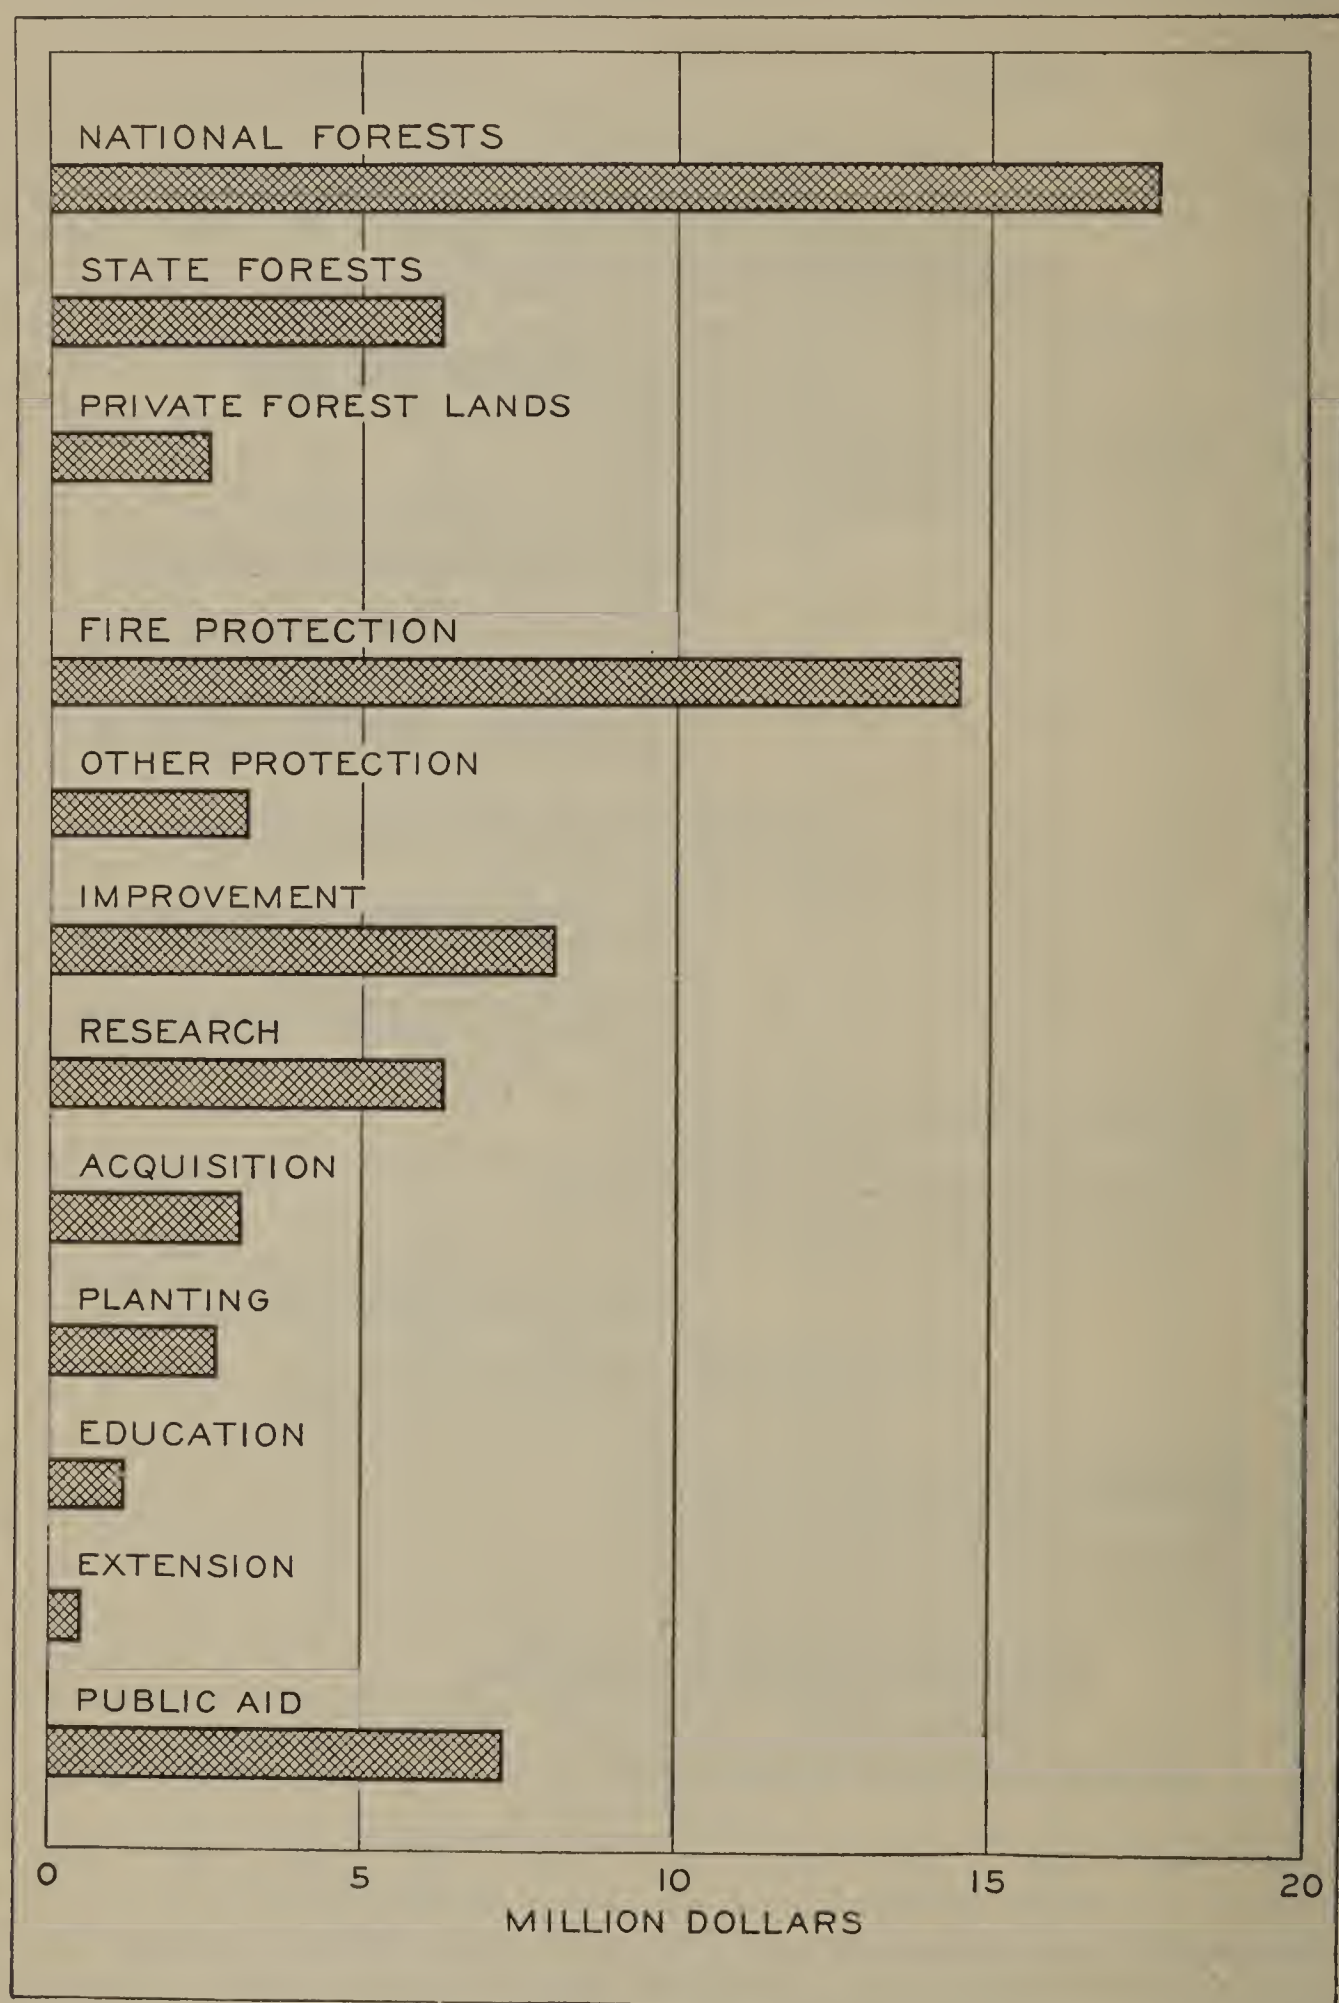 NATIONAL FORESTS
STATE FORESTS
PRIVATE FOREST LANDS
FIRE PROTECTION
OTHER PROTECTION
IMPROVEMENT
RESEARCH
ACQUISITION
PLANTING
EDUCATION
EXTENSION
PUBLIC AID
0 5 10 15 20
MILLION DOLLARS